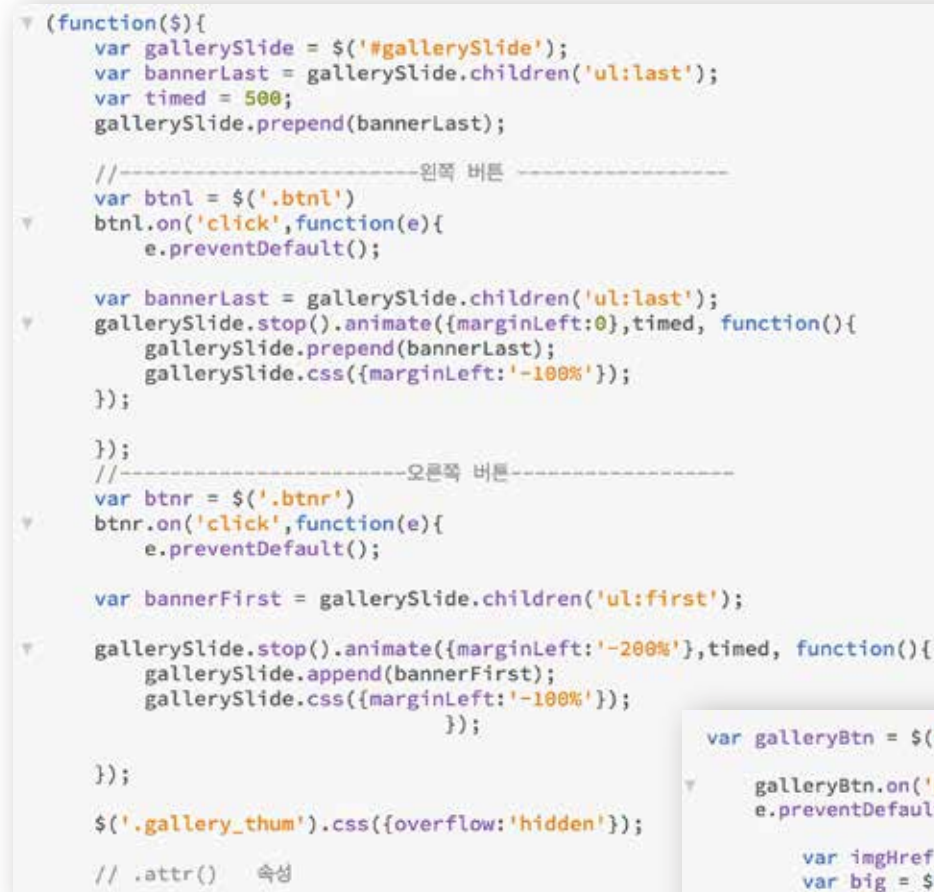 (function($){
var gallerySlide = $('#gallerySlide');
var bannerLast = gallerySlide.children('ul:last');
var timed = 500;
gallerySlide.prepend(bannerLast);
//------------------------왼쪽 버튼 -----------------
var btnl = $('.btnl')
btnl.on('click',function(e){
e.preventDefault();
var bannerLast = gallerySlide.children('ul:last');
gallerySlide.stop().animate({marginLeft:0},timed, function(){
gallerySlide.prepend(bannerLast);
gallerySlide.css({marginLeft:'-100%'});
});
});
//-----------------------오른쪽 버튼------------------
var btnr = $('.btnr')
btnr.on('click',function(e){
e.preventDefault();
var bannerFirst = gallerySlide.children('ul:first');
gallerySlide.stop().animate({marginLeft:'-200%'},timed, function(){
gallerySlide.append(bannerFirst);
gallerySlide.css({marginLeft:'-100%'});
});
});
$('.gallery_thum').css({overflow:'hidden'});
// .attr() 속성
var galleryBtn = $(
galleryBtn.on('
e.preventDefaul
var imgHref
var big = $